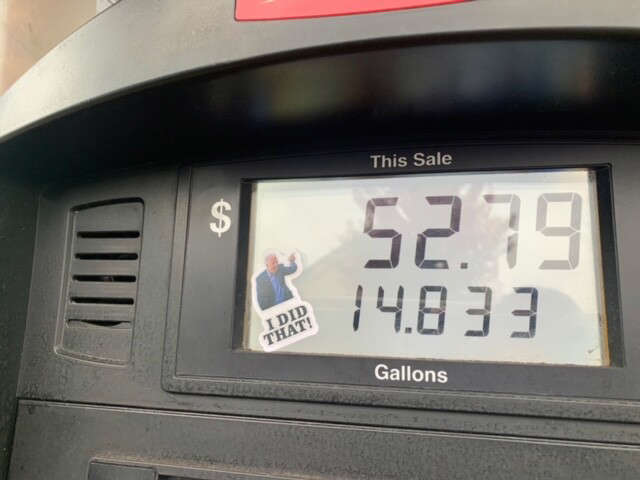 This Sale
$ 52.79
14.833
I DID
THAT!
Gallons